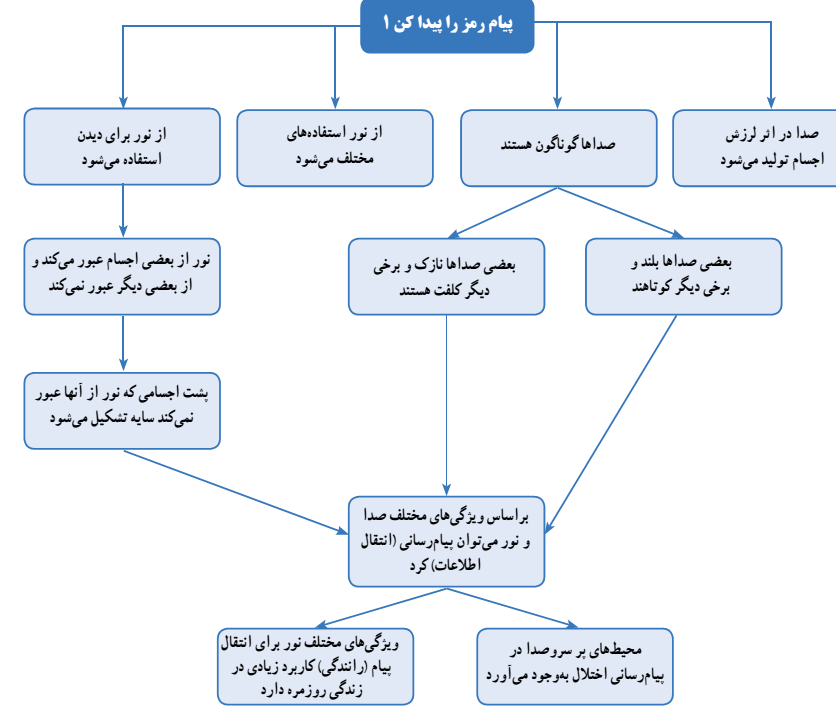 پیام رمز را پیدا کن ۱
صدا در اثر لرزش
اجسام تولید می‌شود
صداها گوناگون هستند
از نور استفاده‌های
مختلف می‌شود
از نور برای دیدن
استفاده می‌شود
بعضی صداها بلند و
برخی دیگر کوتاهند
بعضی صداها نازک و برخی
دیگر کلفت هستند
نور از بعضی اجسام عبور می‌کند و
از بعضی دیگر عبور نمی‌کند
پشت اجسامی که نور از آنها عبور
نمی‌کند سایه تشکیل می‌شود
براساس ویژگی‌های مختلف صدا
و نور می‌توان پیام‌رسانی (انتقال
اطلاعات) کرد
محیط‌های پر سروصدا در
پیام‌رسانی اختلال به‌وجود می‌آورد
ویژگی‌های مختلف نور برای انتقال
پیام (رانندگی) کاربرد زیادی در
زندگی روزمره دارد